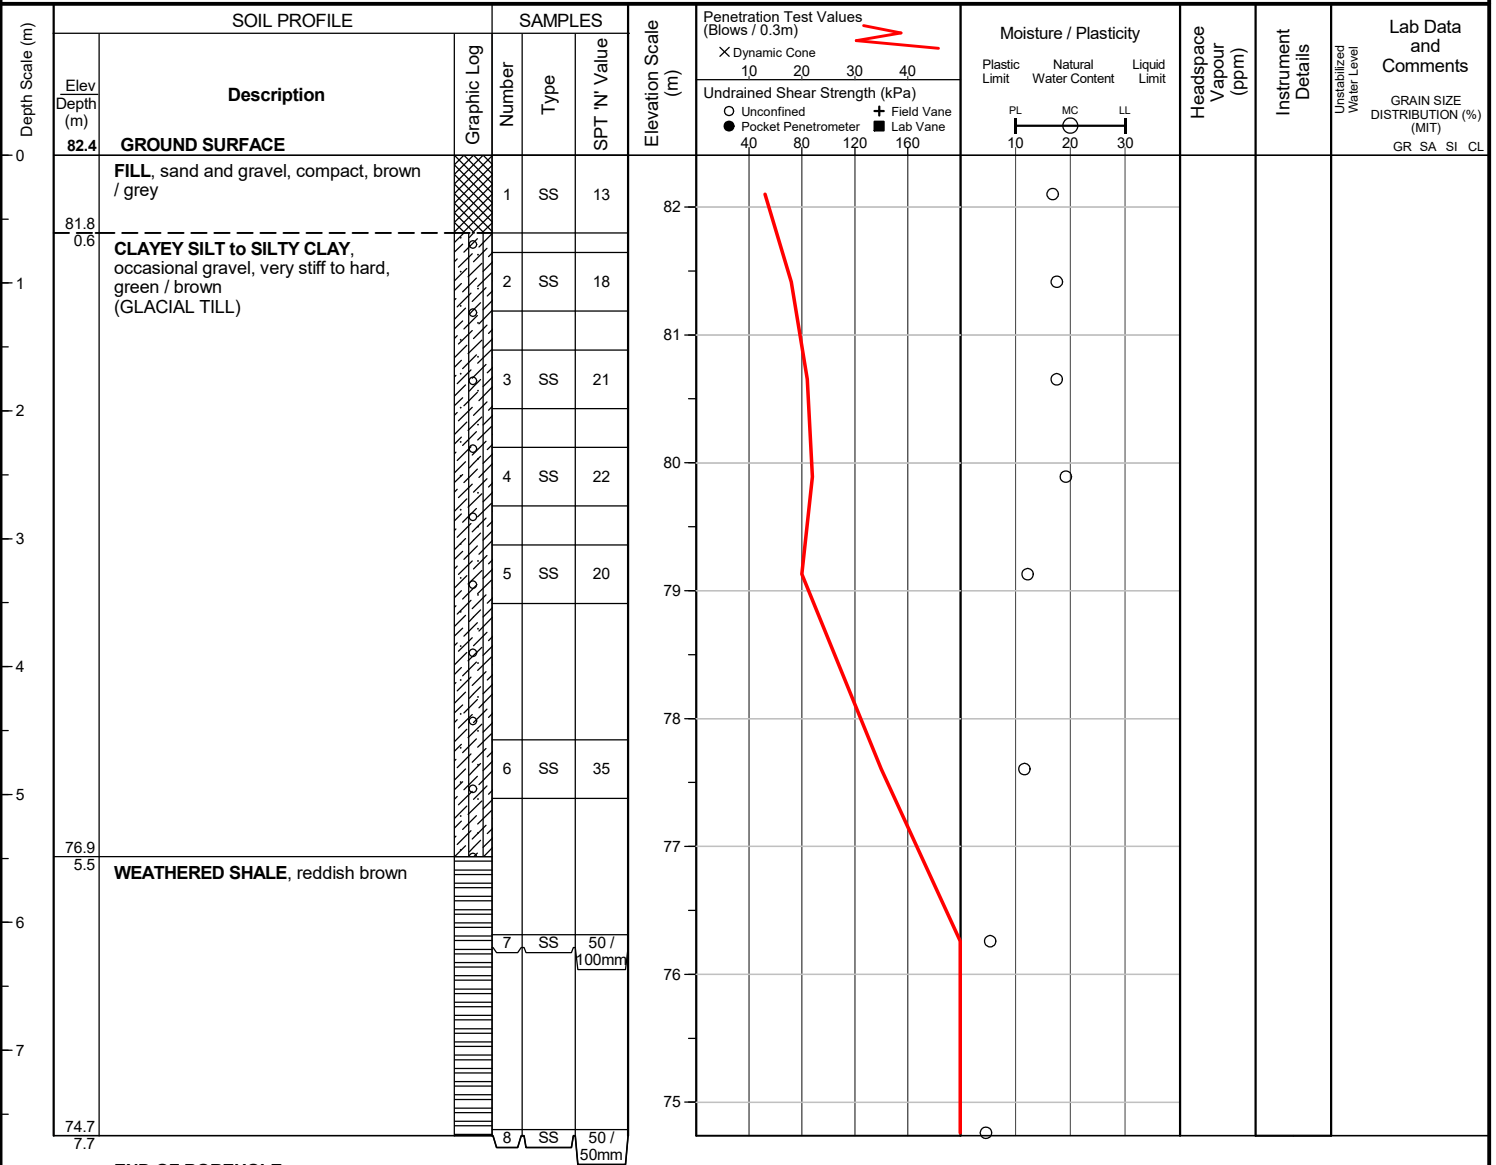 Depth Scale (m)
SOIL PROFILE
Elev
Depth
(m)
Description
Graphic Log
SAMPLES
Number
Type
SPT 'N' Value
Elevation Scale
(m)
Penetration Test Values
(Blows / 0.3m)
× Dynamic Cone
10 20 30 40
Undrained Shear Strength (kPa)
Unconfined + Field Vane
Pocket Penetrometer Lab Vane
40 80 120 160
Moisture / Plasticity
Plastic Limit
Natural Water Content
Liquid Limit
PL MC LL
10 20 30
Headspace
Vapour
(ppm)
Instrument
Details
Unstabilized
Water Level
Lab Data
and
Comments
GRAIN SIZE
DISTRIBUTION (%)
(MIT)
GR SA SI CL
82.4 GROUND SURFACE
0
FILL, sand and gravel, compact, brown
/ grey
1 SS 13
82
81.8
0.6
CLAYEY SILT to SILTY CLAY,
occasional gravel, very stiff to hard,
green / brown
(GLACIAL TILL)
1
2 SS 18
81
3 SS 21
2
80
4 SS 22
3
5 SS 20
79
4
78
6 SS 35
5
77
76.9
5.5
WEATHERED SHALE, reddish brown
6
7 SS 50 /
100mm
76
7
75
74.7
7.7
8 SS 50 /
50mm
END OF BOREHOLE